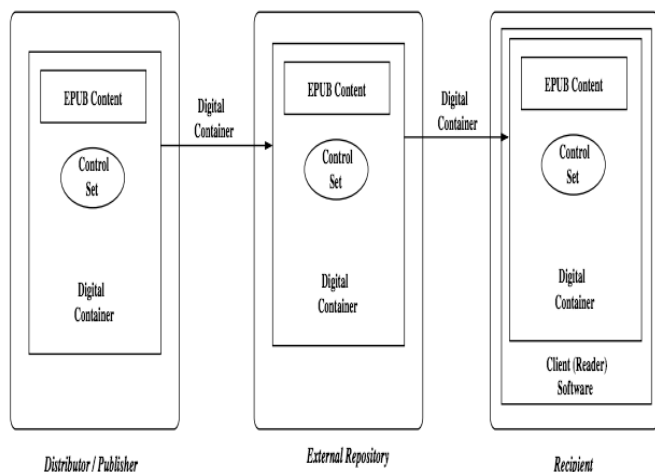 EPUB Content
Control
Set
Digital
Container
Distributor / Publisher
Digital
Container
EPUB Content
Control
Set
Digital
Container
External Repository
Digital
Container
EPUB Content
Control
Set
Digital
Container
Client (Reader)
Software
Recipient